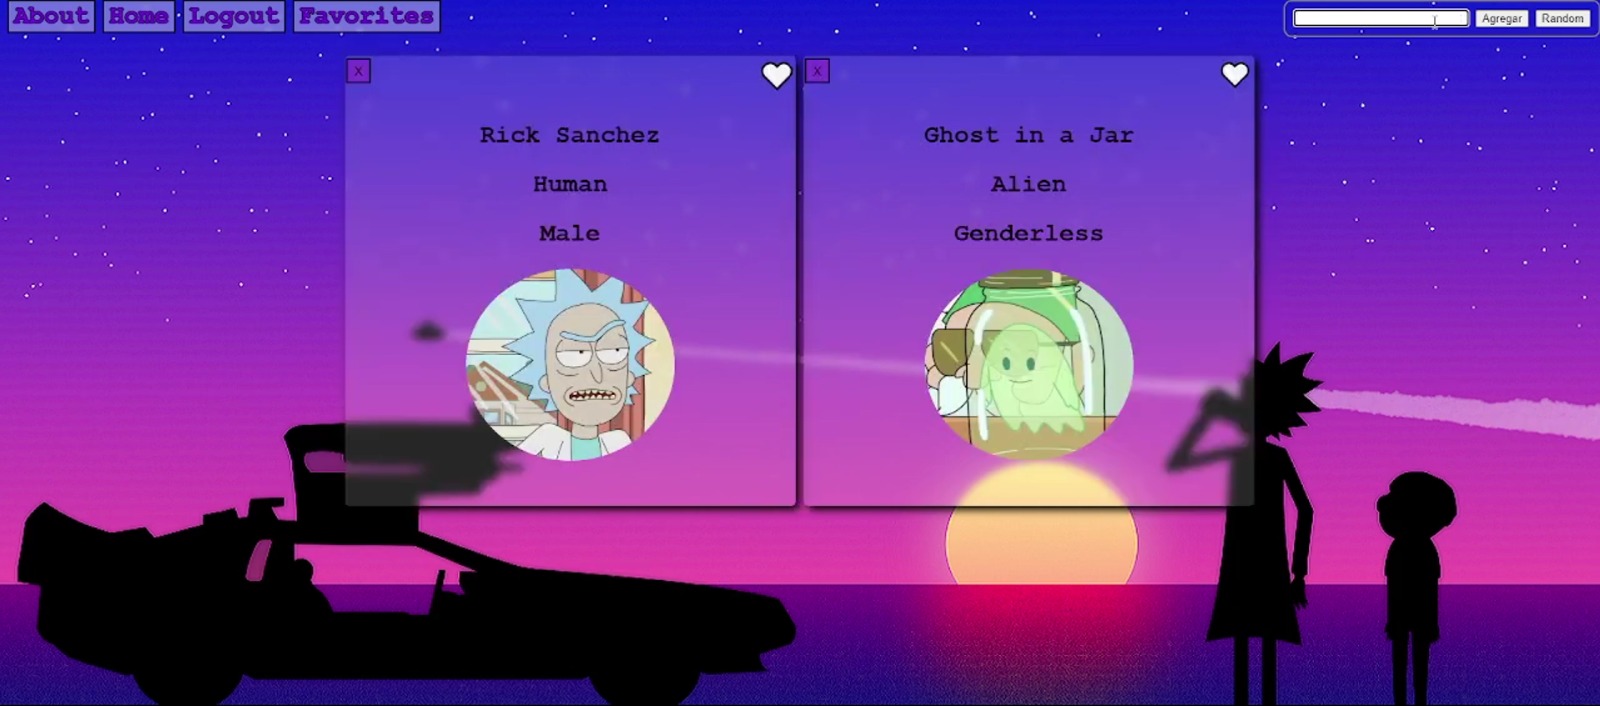 About Home Logout Favorites
Agregar Random
X
X
Rick Sanchez
Human
Male
Ghost in a Jar
Alien
Genderless